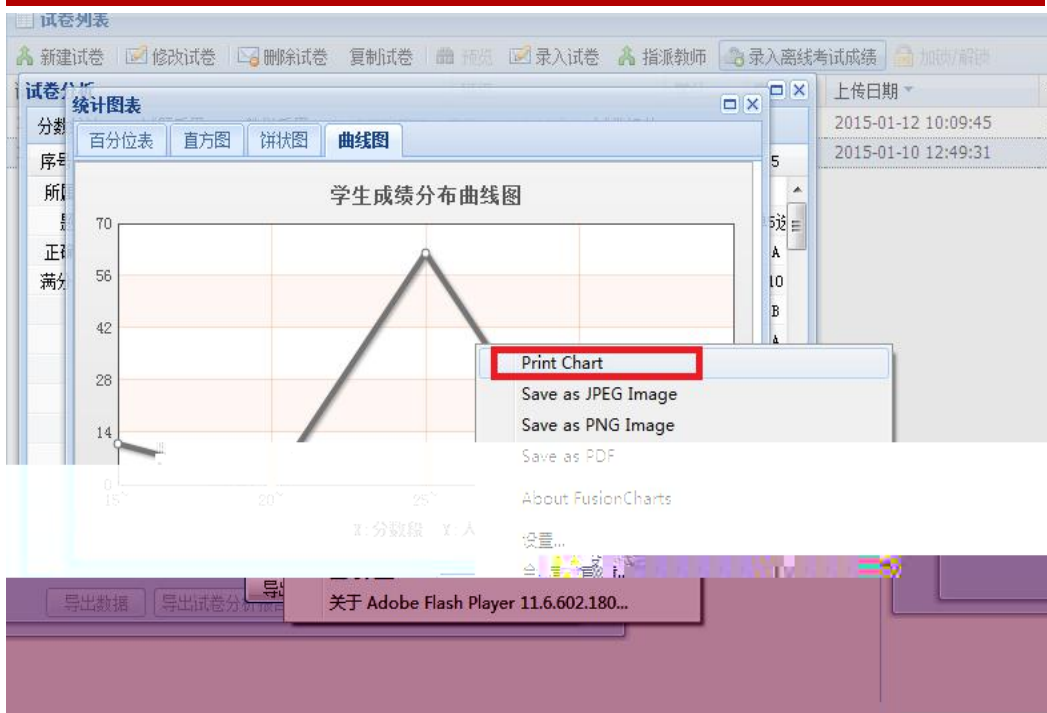 试卷列表
新建试卷 修改试卷 删除试卷 复制试卷 预览 录入试卷 指派教师 录入离线考试成绩 加锁/解锁
试卷分析
上传日期
统计图表
分数
2015-01-12 10:09:45
百分位表 直方图 饼状图 曲线图
序号
5
2015-01-10 12:49:31
学生成绩分布曲线图
70
正确
A
满分
56
10
B
42
A
28
14
0
15~ 20~ 25~
X:分数段 Y:人
Print Chart
Save as JPEG Image
Save as PNG Image
Save as PDF
About FusionCharts
设置...
导出数据 导出试卷分析报告
关于 Adobe Flash Player 11.6.602.180...